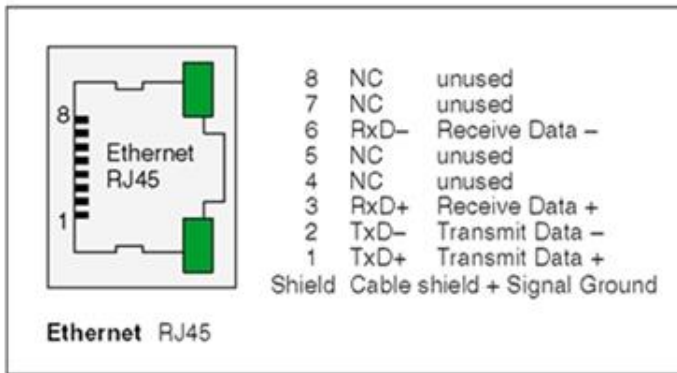 8
Ethernet
RJ45
1
8 NC unused
7 NC unused
6 RxD– Receive Data –
5 NC unused
4 NC unused
3 RxD+ Receive Data +
2 TxD– Transmit Data –
1 TxD+ Transmit Data +
Shield Cable shield + Signal Ground
Ethernet RJ45